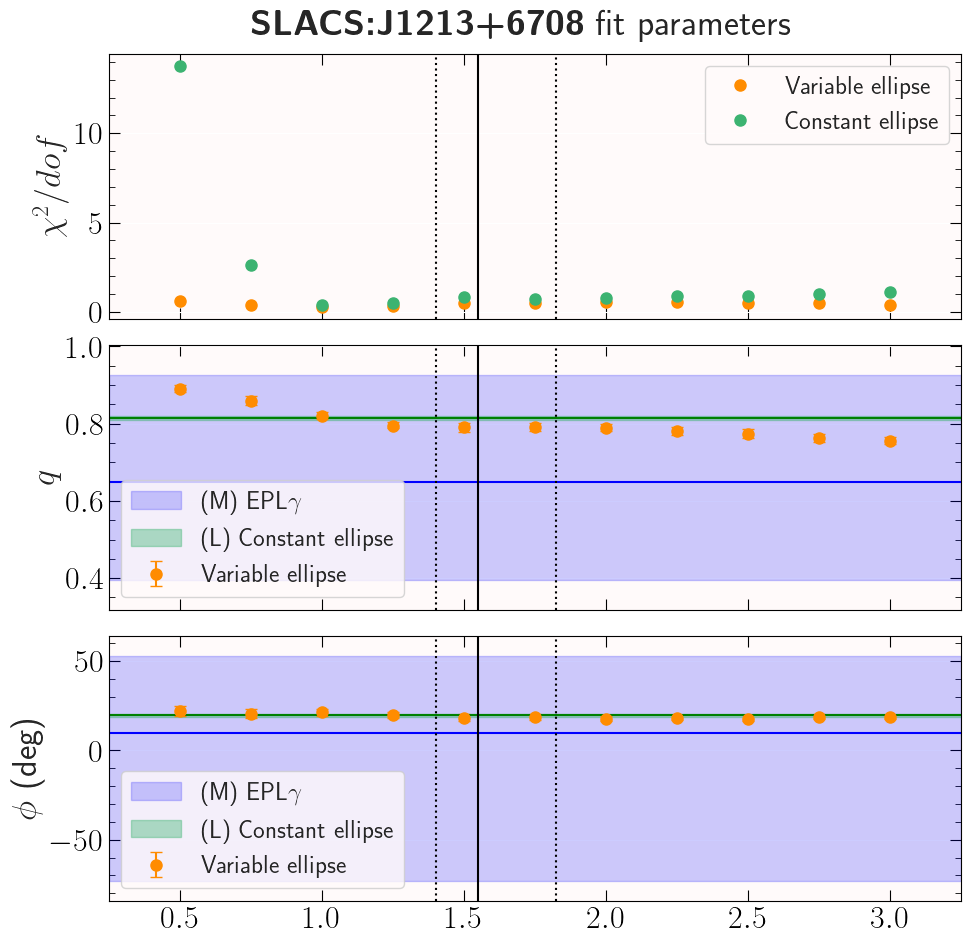 SLACS:J1213+6708 fit parameters
χ²/dof
10
5
0
Variable ellipse
Constant ellipse
q
1.0
0.8
0.6
0.4
(M) EPLγ
(L) Constant ellipse
Variable ellipse
ϕ (deg)
50
0
−50
(M) EPLγ
(L) Constant ellipse
Variable ellipse
0.5 1.0 1.5 2.0 2.5 3.0